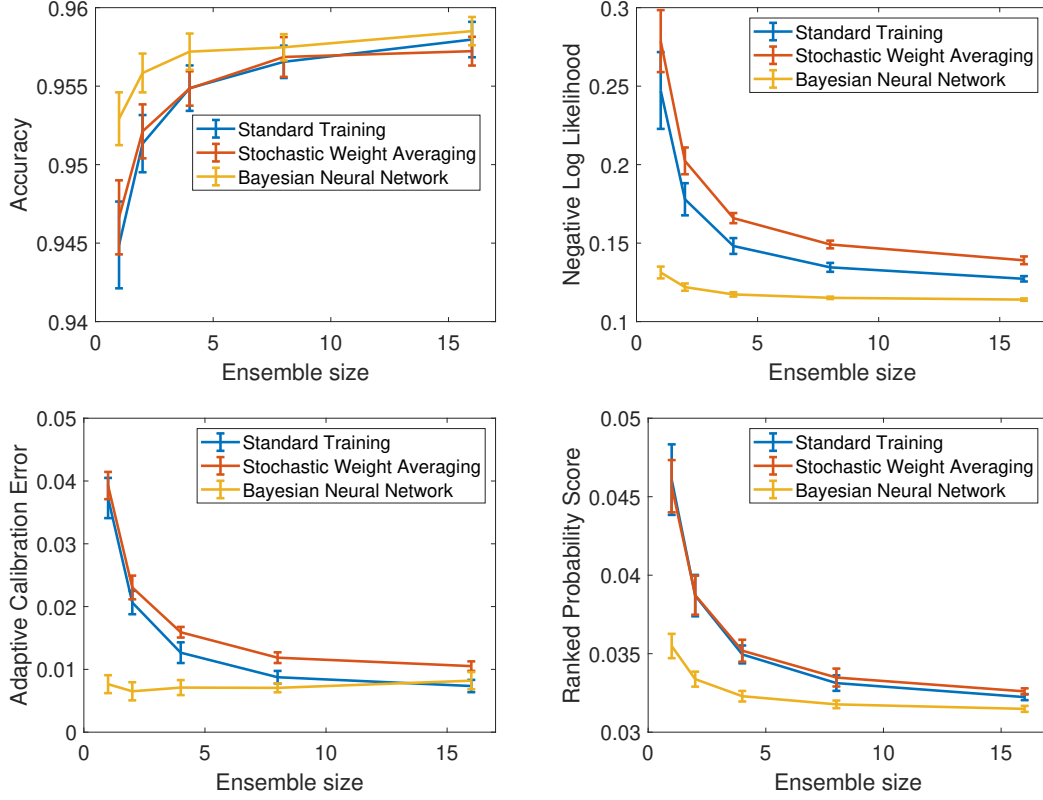 0.96
0.955
0.95
0.945
0.94
Accuracy
Standard Training
Stochastic Weight Averaging
Bayesian Neural Network
0
5
10
15
Ensemble size
0.3
0.25
0.2
0.15
0.1
Negative Log Likelihood
Standard Training
Stochastic Weight Averaging
Bayesian Neural Network
0
5
10
15
Ensemble size
0.05
0.04
0.03
0.02
0.01
0
Adaptive Calibration Error
Standard Training
Stochastic Weight Averaging
Bayesian Neural Network
0
5
10
15
Ensemble size
0.05
0.045
0.04
0.035
0.03
Ranked Probability Score
Standard Training
Stochastic Weight Averaging
Bayesian Neural Network
0
5
10
15
Ensemble size